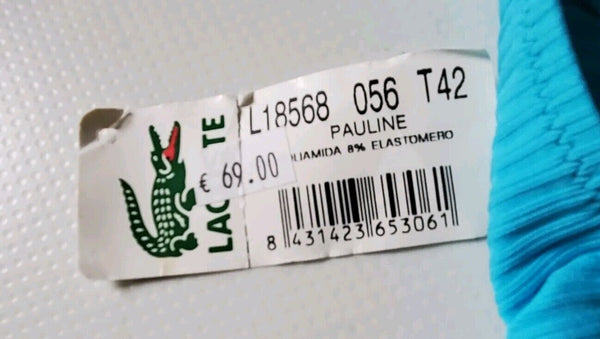 L18568 056 T42
PAULINE
8% ELASTOMERO
€ 69.00
8 431423 653061